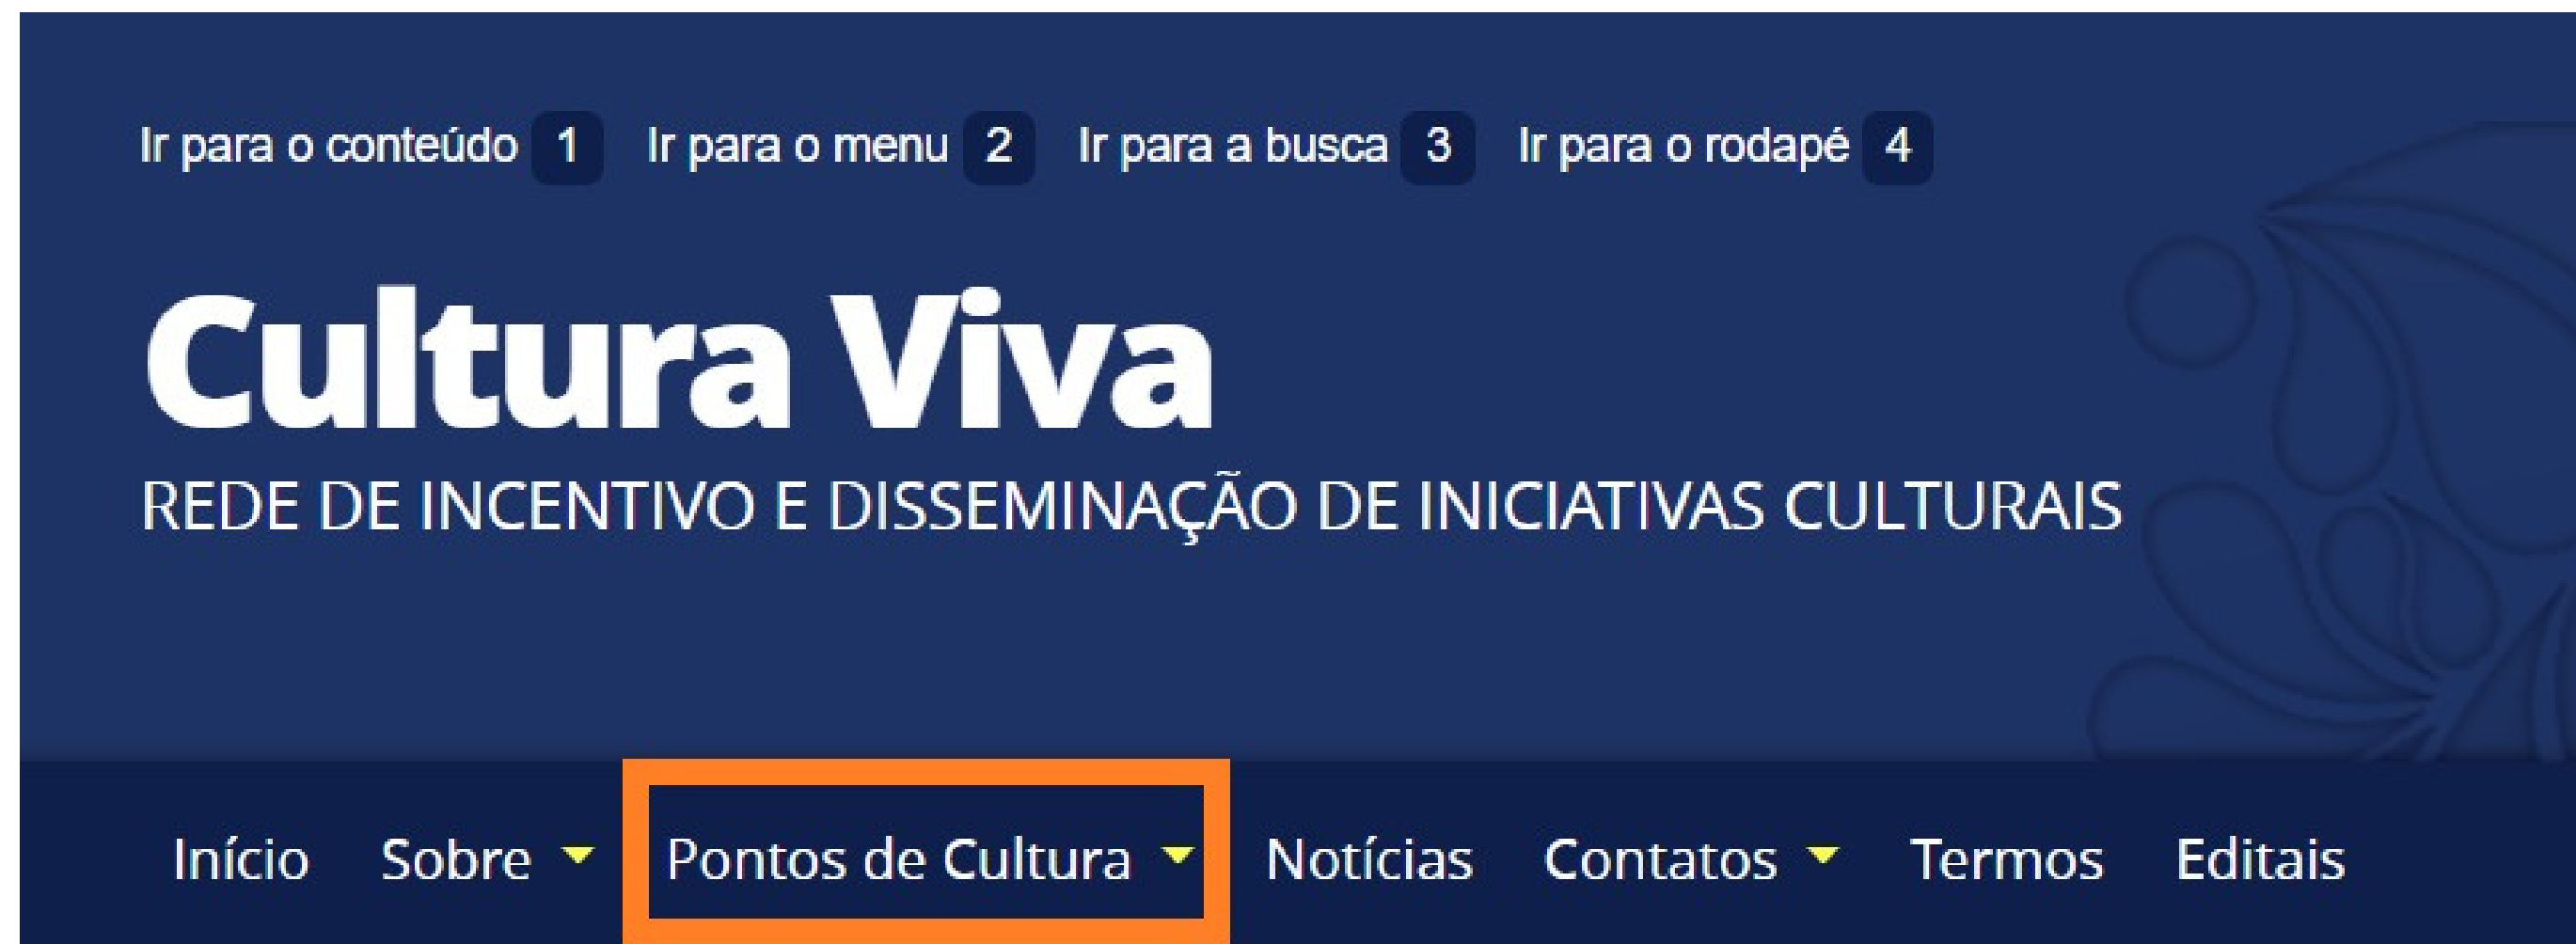 Ir para o conteúdo 1 Ir para o menu 2 Ir para a busca 3 Ir para o rodapé 4
Cultura Viva
REDE DE INCENTIVO E DISSEMINAÇÃO DE INICIATIVAS CULTURAIS
Início Sobre Pontos de Cultura Notícias Contatos Termos Editais